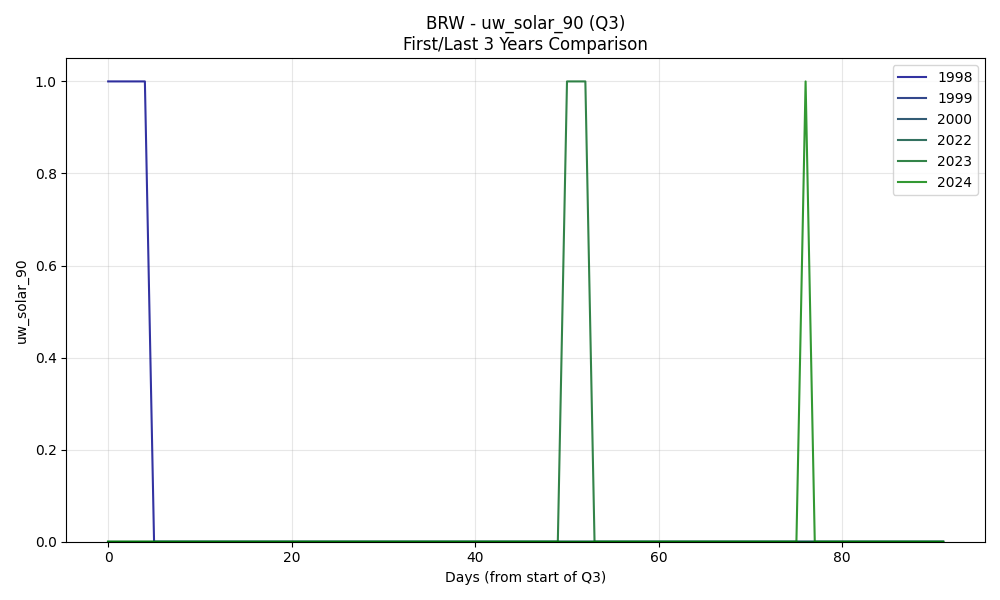 BRW - uw_solar_90 (Q3)
First/Last 3 Years Comparison
1998
1999
2000
2022
2023
2024
1.0
0.8
0.6
0.4
0.2
0.0
uw_solar_90
0 20 40 60 80
Days (from start of Q3)